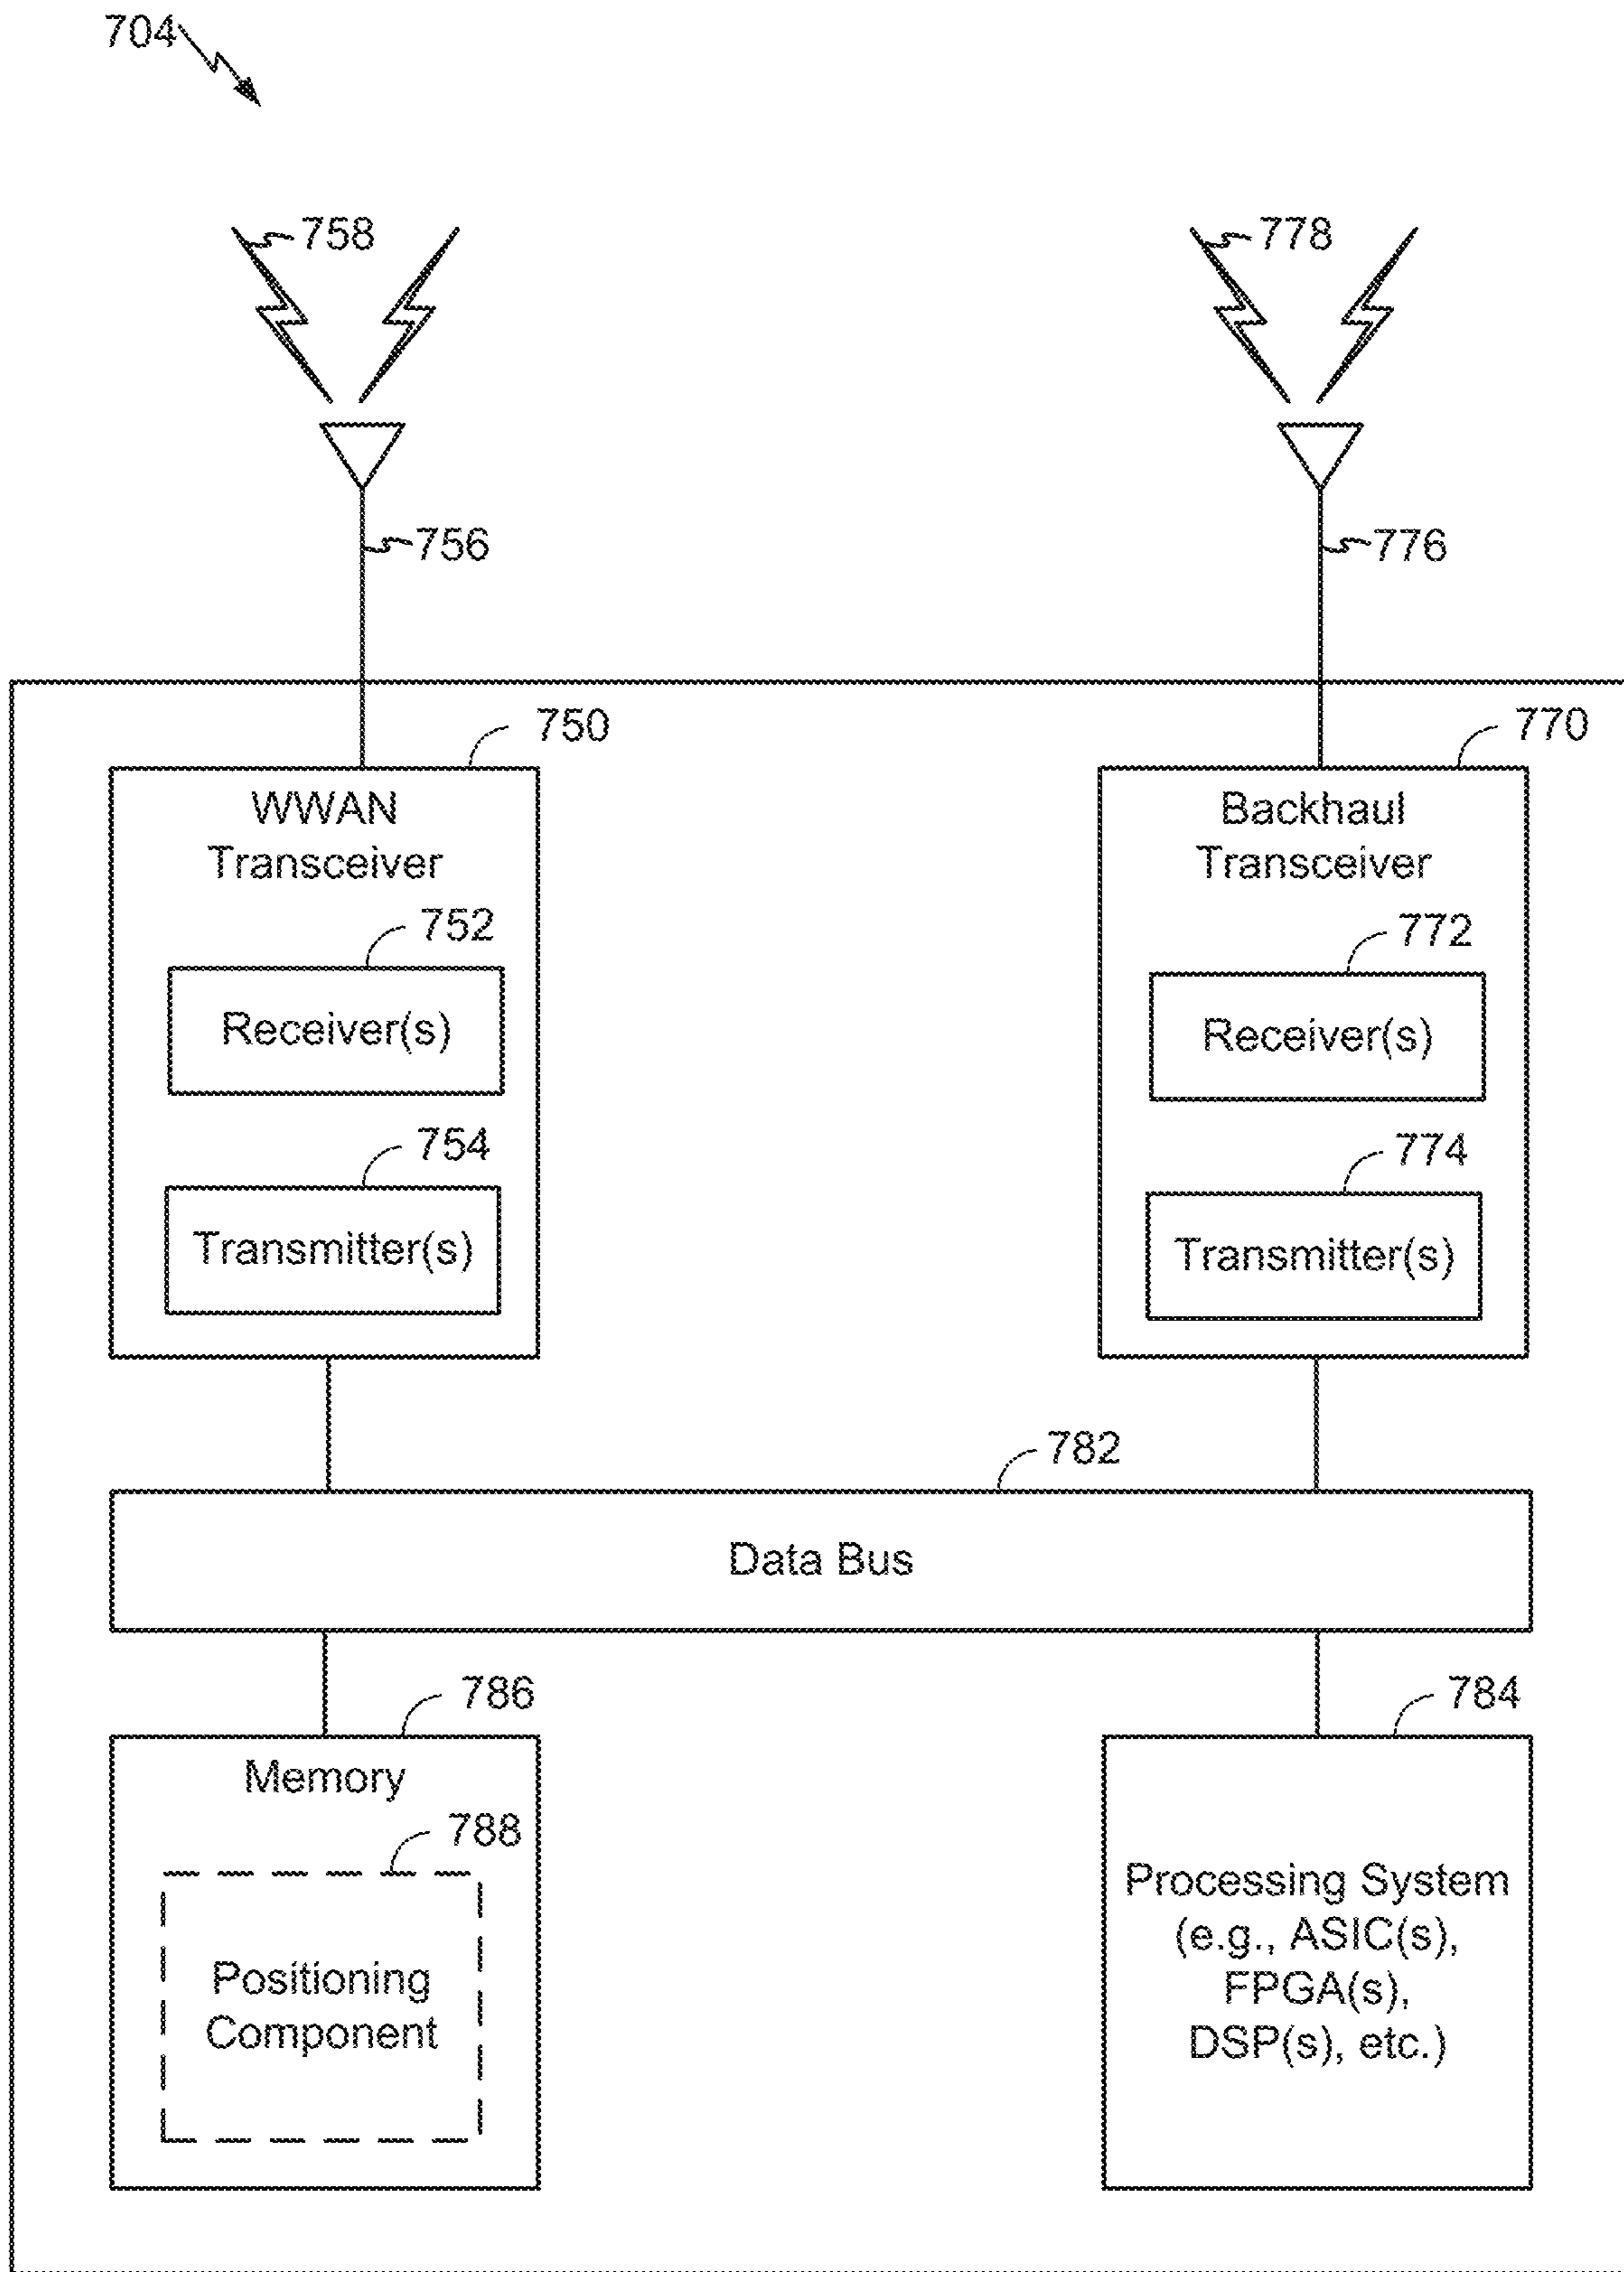 704
758
778
756
776
750
770
WWAN
Transceiver
Backhaul
Transceiver
752
772
Receiver(s)
Receiver(s)
754
774
Transmitter(s)
Transmitter(s)
782
Data Bus
786
784
Memory
788
Positioning
Component
Processing System
(e.g., ASIC(s),
FPGA(s),
DSP(s), etc.)